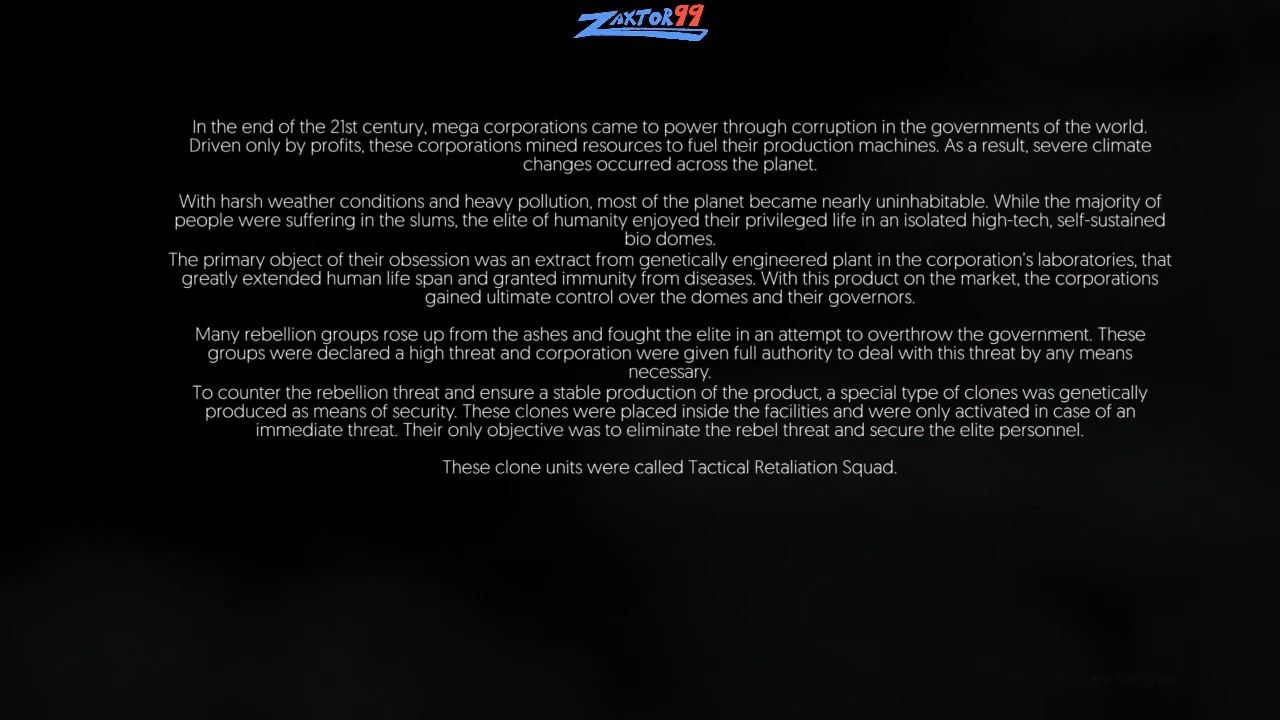 ZAXTOR99
In the end of the 21st century, mega corporations came to power through corruption in the governments of the world.
Driven only by profits, these corporations mined resources to fuel their production machines. As a result, severe climate
changes occurred across the planet.
With harsh weather conditions and heavy pollution, most of the planet became nearly uninhabitable. While the majority of
people were suffering in the slums, the elite of humanity enjoyed their privileged life in an isolated high-tech, self-sustained
bio domes.
The primary object of their obsession was an extract from genetically engineered plant in the corporation's laboratories, that
greatly extended human life span and granted immunity from diseases. With this product on the market, the corporations
gained ultimate control over the domes and their governors.
Many rebellion groups rose up from the ashes and fought the elite in an attempt to overthrow the government. These
groups were declared a high threat and corporation were given full authority to deal with this threat by any means
necessary.
To counter the rebellion threat and ensure a stable production of the product, a special type of clones was genetically
produced as means of security. These clones were placed inside the facilities and were only activated in case of an
immediate threat. Their only objective was to eliminate the rebel threat and secure the elite personnel.
These clone units were called Tactical Retaliation Squad.